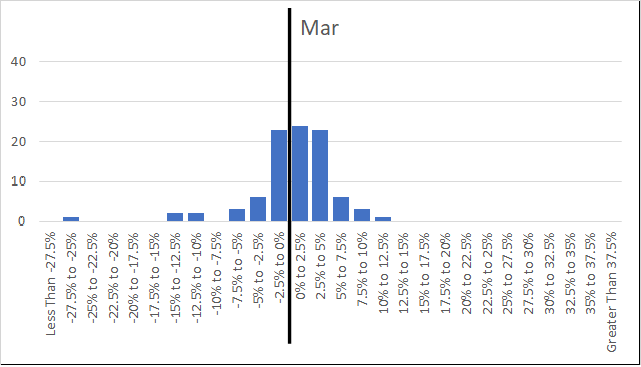 Mar
40
30
20
10
0
Less Than -27.5%
-27.5% to -25%
-25% to -22.5%
-22.5% to -20%
-20% to -17.5%
-17.5% to -15%
-15% to -12.5%
-12.5% to -10%
-10% to -7.5%
-7.5% to -5%
-5% to -2.5%
-2.5% to 0%
0% to 2.5%
2.5% to 5%
5% to 7.5%
7.5% to 10%
10% to 12.5%
12.5% to 15%
15% to 17.5%
17.5% to 20%
20% to 22.5%
22.5% to 25%
25% to 27.5%
27.5% to 30%
30% to 32.5%
32.5% to 35%
35% to 37.5%
Greater Than 37.5%